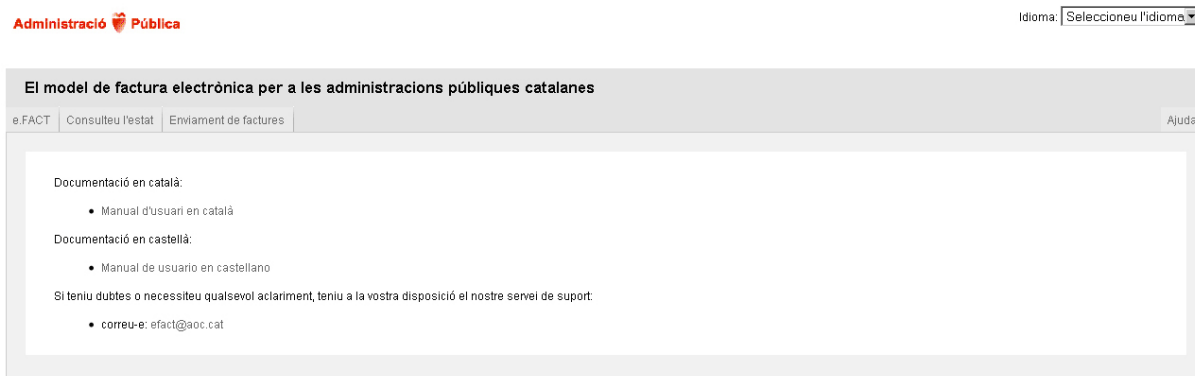 Administració Pública
Idioma: Seleccioneu l'idioma
El model de factura electrònica per a les administracions públiques catalanes
e.FACT Consulteu l'estat Enviament de factures Ajuda
Documentació en català:
Manual d'usuari en català
Documentació en castellà:
Manual de usuario en castellano
Si teniu dubtes o necessiteu qualsevol aclariment, teniu a la vostra disposició el nostre servei de suport:
correu-e: efact@aoc.cat